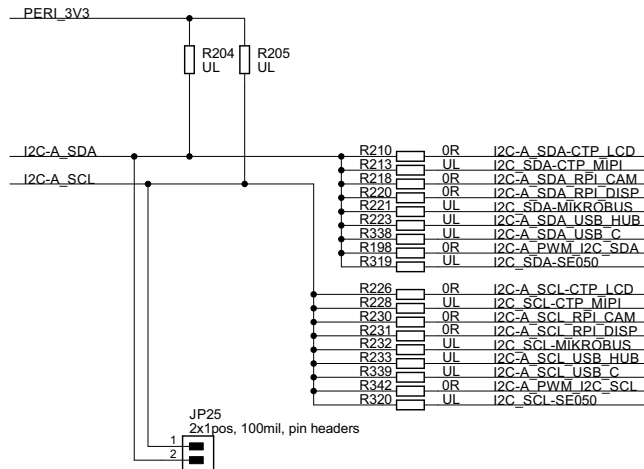 PERI_3V3
R204 R205
UL UL
I2C-A_SDA
I2C-A_SCL
R210 0R I2C-A_SDA-CTP_LCD
R213 UL I2C_SDA-CTP_MIPI
R218 0R I2C-A_SDA_RPI_CAM
R220 0R I2C-A_SDA_RPI_DISP
R221 UL I2C_SDA-MIKROBUS
R223 UL I2C-A_SDA_USB_HUB
R338 UL I2C-A_SDA_USB_C
R198 0R I2C-A_PWM_I2C_SDA
R319 UL I2C_SDA-SE050
R226 0R I2C-A_SCL-CTP_LCD
R228 UL I2C_SCL-CTP_MIPI
R230 0R I2C-A_SCL_RPI_CAM
R231 0R I2C-A_SCL_RPI_DISP
R232 UL I2C_SCL-MIKROBUS
R233 UL I2C-A_SCL_USB_HUB
R339 UL I2C-A_SCL_USB_C
R342 0R I2C-A_PWM_I2C_SCL
R320 UL I2C_SCL-SE050
JP25
2x1pos, 100mil, pin headers
1
2